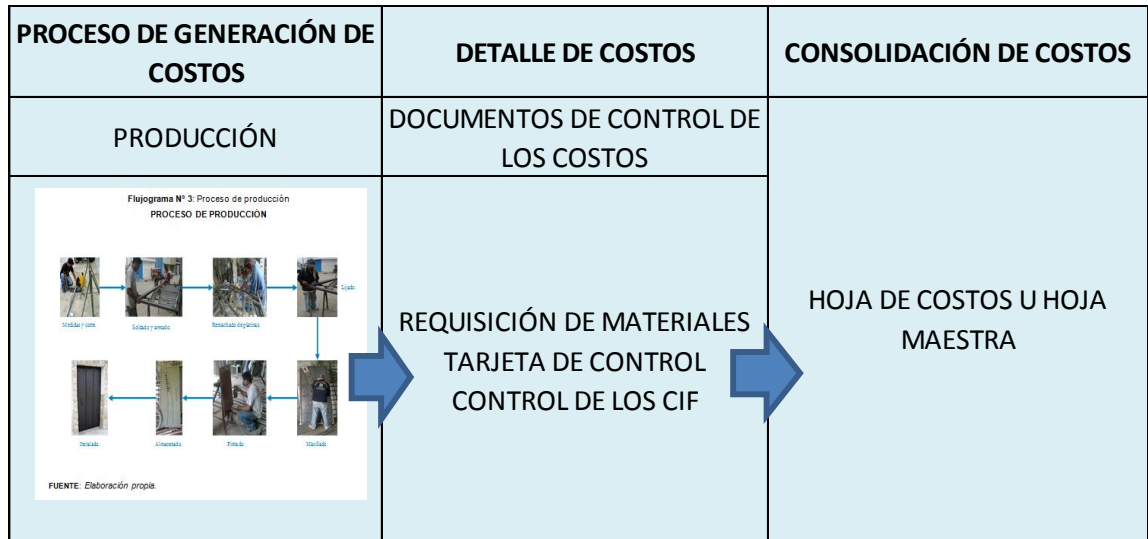 PROCESO DE GENERACIÓN DE
COSTOS
DETALLE DE COSTOS
CONSOLIDACIÓN DE COSTOS
PRODUCCIÓN
DOCUMENTOS DE CONTROL DE
LOS COSTOS
Flujograma Nº 3: Proceso de producción
PROCESO DE PRODUCCIÓN
Medidas y corte.
Soldado y armado.
Remachado de platinas.
Lijado.
Instalado.
Almacenado.
Pintado.
Masillado.
FUENTE: Elaboración propia.
REQUISICIÓN DE MATERIALES
TARJETA DE CONTROL
CONTROL DE LOS CIF
HOJA DE COSTOS U HOJA
MAESTRA